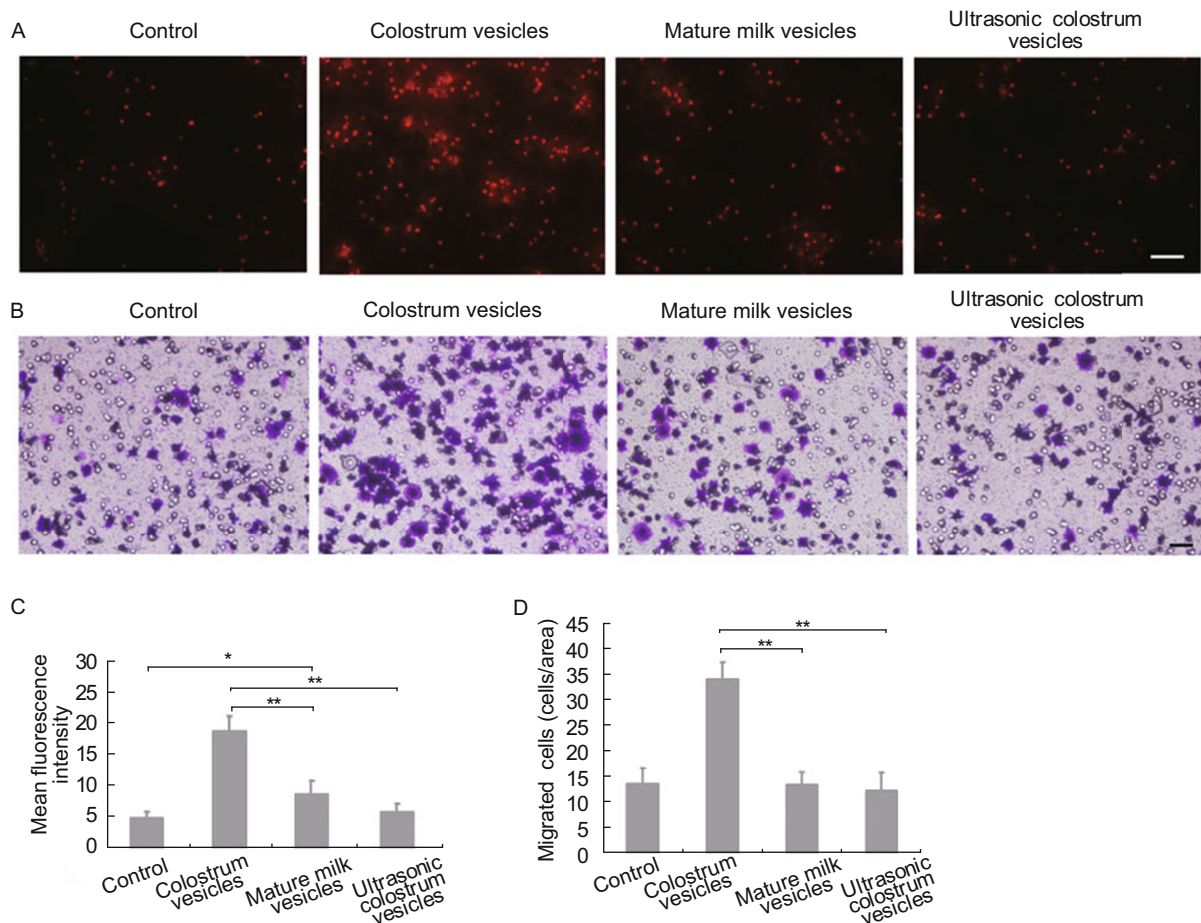 A
Control
Colostrum vesicles
Mature milk vesicles
Ultrasonic colostrum
vesicles
B
Control
Colostrum vesicles
Mature milk vesicles
Ultrasonic colostrum
vesicles
C
Mean fluorescence
intensity
30
25
20
15
10
5
0
*
**
**
Control
Colostrum
vesicles
Mature milk
vesicles
Ultrasonic
colostrum
vesicles
D
Migrated cells (cells/area)
45
40
35
30
25
20
15
10
5
0
**
**
Control
Colostrum
vesicles
Mature milk
vesicles
Ultrasonic
colostrum
vesicles